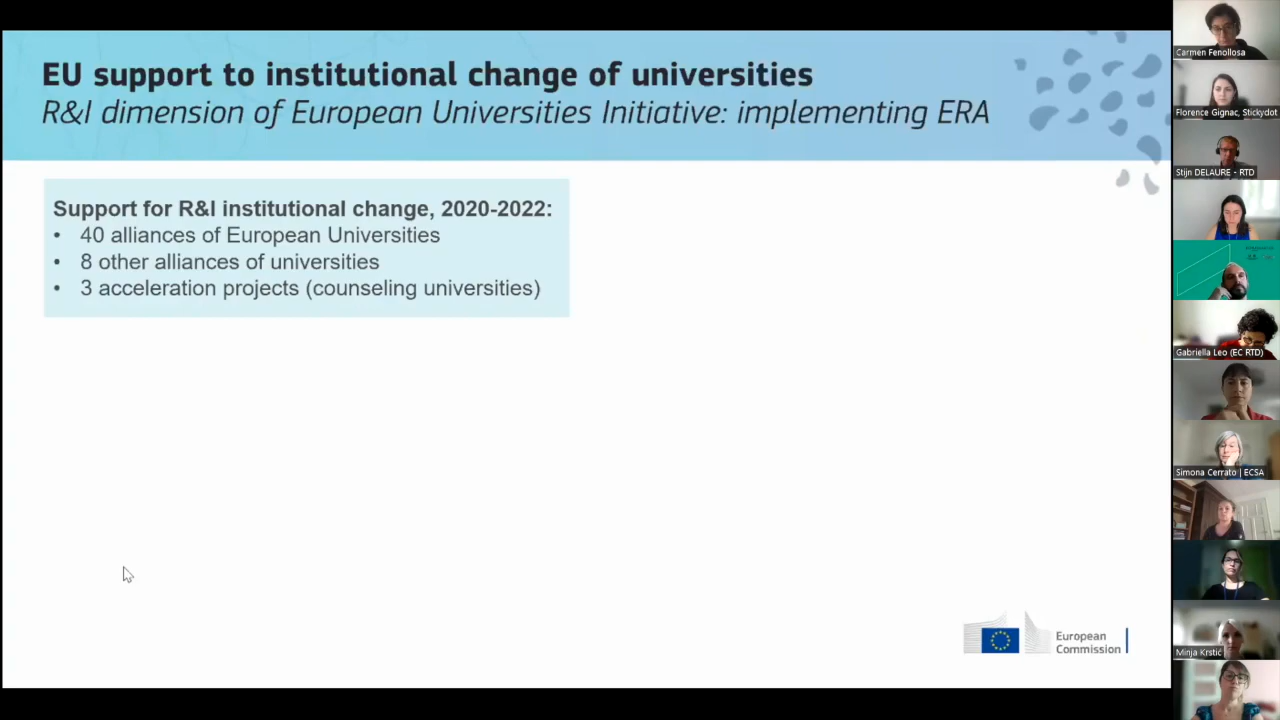 EU support to institutional change of universities
R&I dimension of European Universities Initiative: implementing ERA
Support for R&I institutional change, 2020-2022:
• 40 alliances of European Universities
• 8 other alliances of universities
• 3 acceleration projects (counseling universities)
European
Commission
Carmen Fenollosa
Florence Gignac, Stickydot
Stijn DELAURE - RTD
Gabriella Leo (EC RTD)
Simona Cerrato | ECSA
Minja Krstić